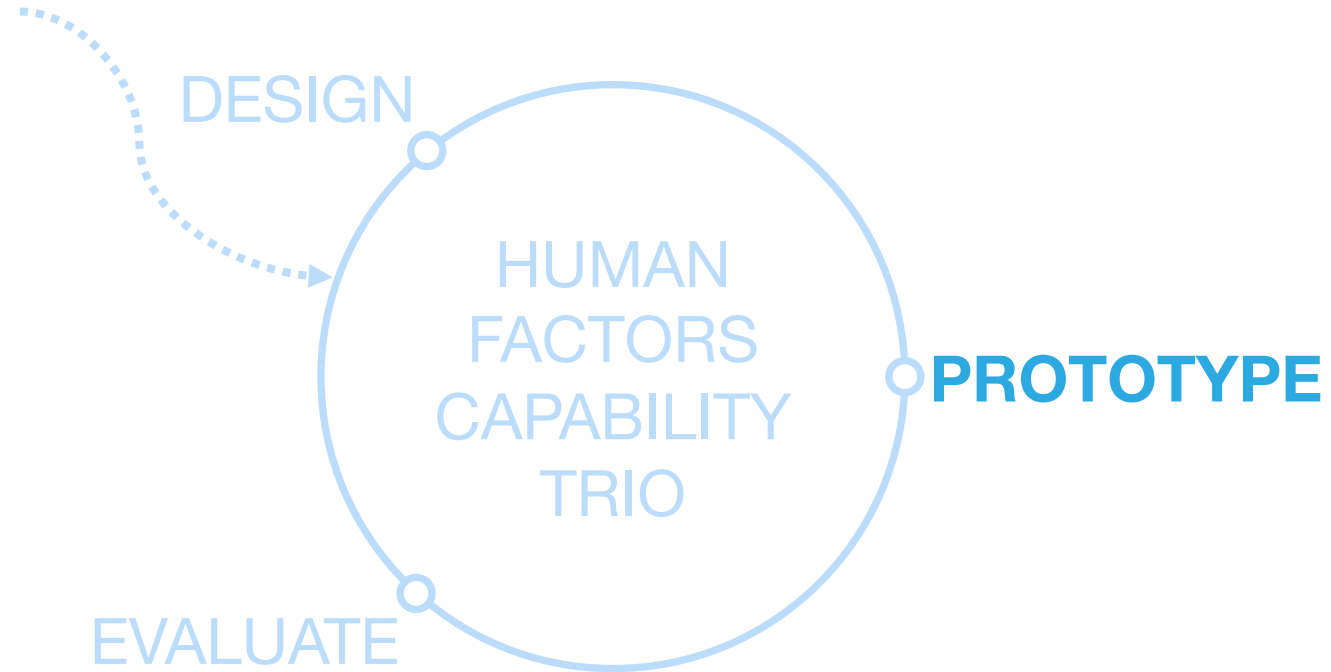 DESIGN
HUMAN
FACTORS
CAPABILITY
TRIO
PROTOTYPE
EVALUATE